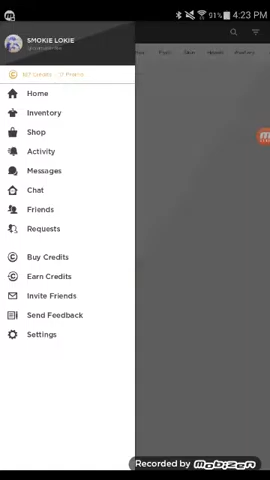 91% 4:23 PM
SMOKIE LOKIE
Home
Inventory
Shop
Activity
Messages
Chat
Friends
Requests
Buy Credits
Earn Credits
Invite Friends
Send Feedback
Settings
Recorded by Mobizen